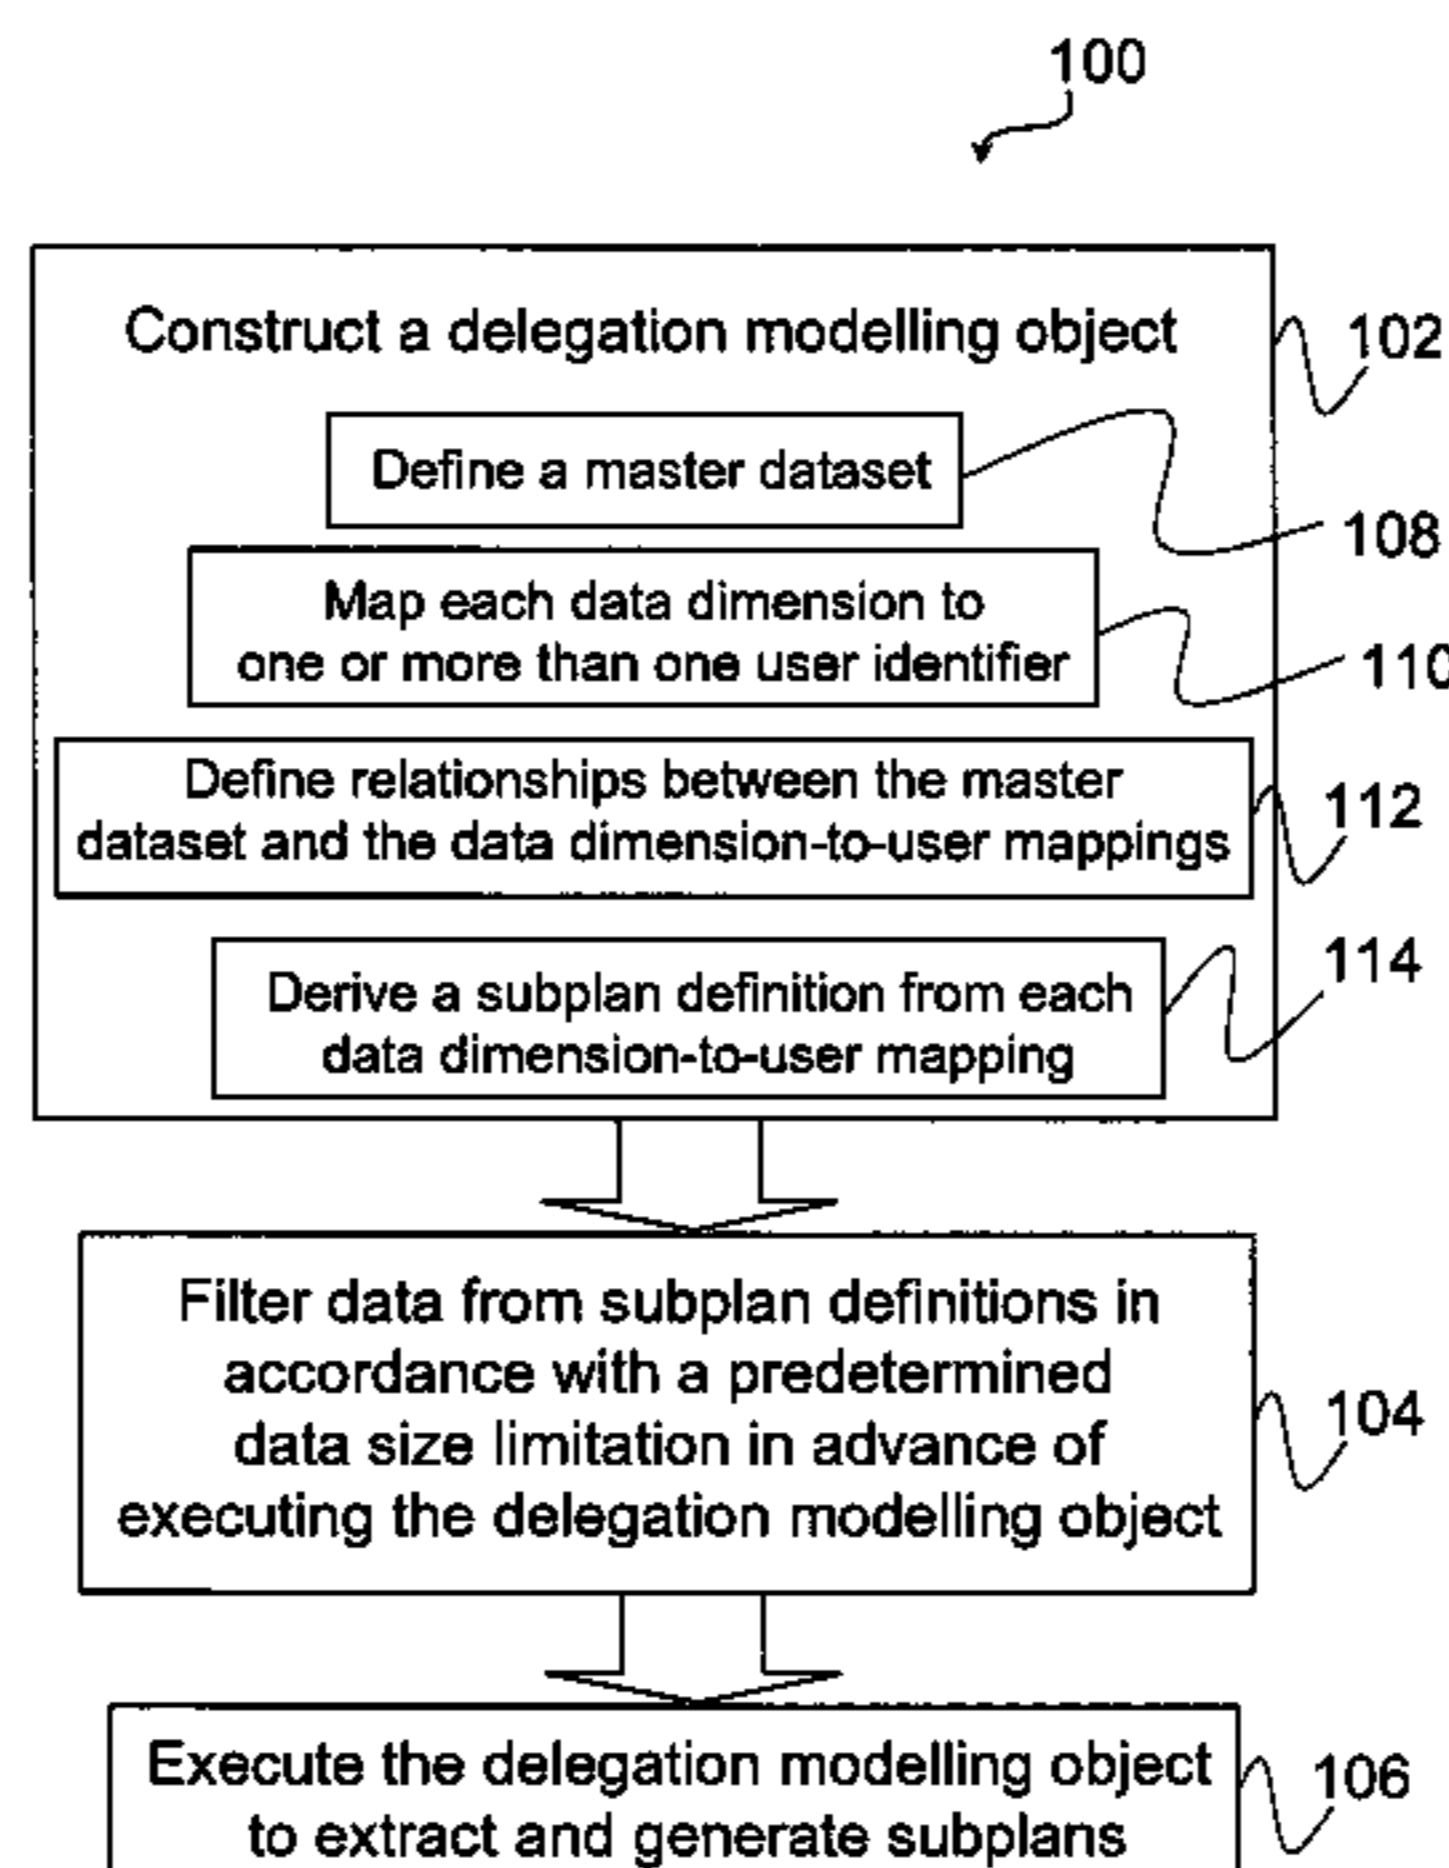 100
Construct a delegation modelling object
102
Define a master dataset
108
Map each data dimension to
one or more than one user identifier
110
Define relationships between the master
dataset and the data dimension-to-user mappings
112
Derive a subplan definition from each
data dimension-to-user mapping
114
Filter data from subplan definitions in
accordance with a predetermined
data size limitation in advance of
executing the delegation modelling object
104
Execute the delegation modelling object
to extract and generate subplans
106